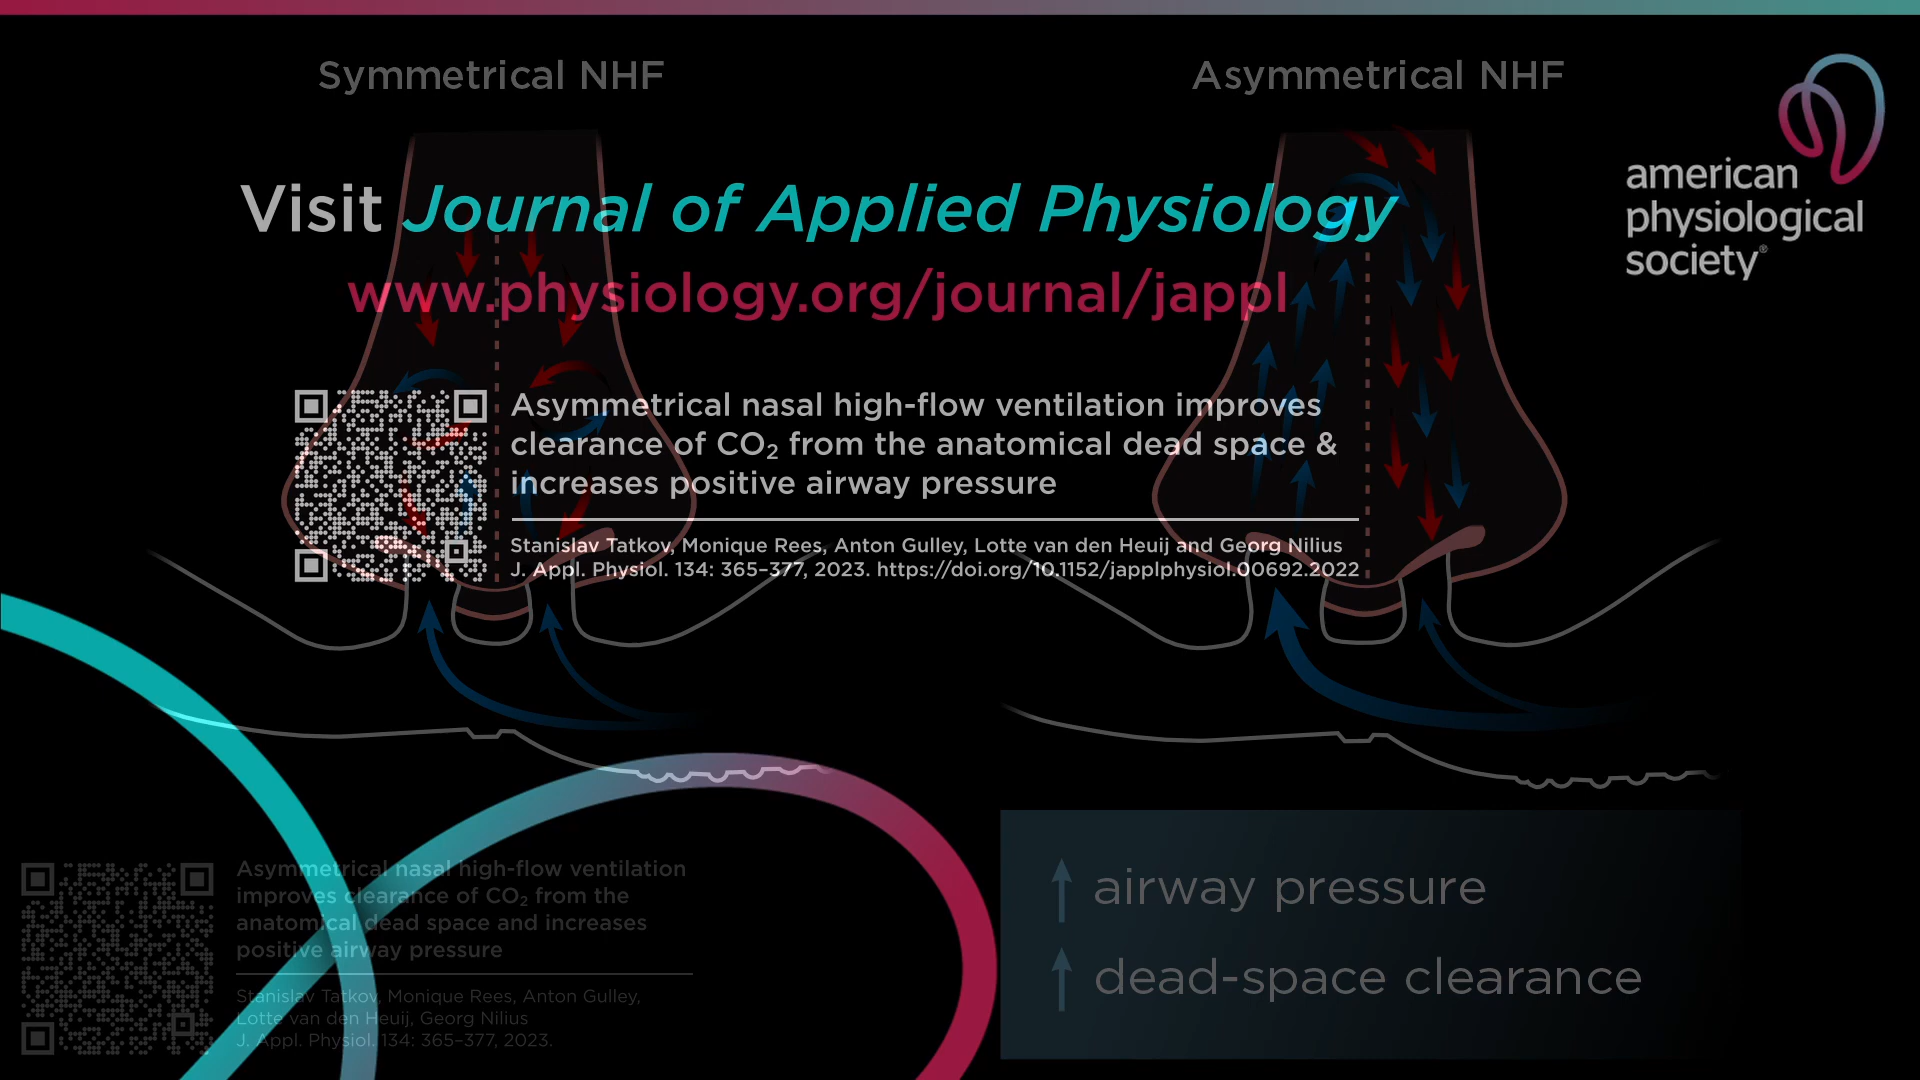 Symmetrical NHF
Asymmetrical NHF
american
physiological
society®
Visit Journal of Applied Physiology
www.physiology.org/journal/jappl
Asymmetrical nasal high-flow ventilation improves
clearance of CO₂ from the anatomical dead space &
increases positive airway pressure
Stanislav Tatkov, Monique Rees, Anton Gulley, Lotte van den Heuij and Georg Nilius
J. Appl. Physiol. 134: 365–377, 2023. https://doi.org/10.1152/japplphysiol.00692.2022
Asymmetrical nasal high-flow ventilation
improves clearance of CO₂ from the
anatomical dead space and increases
positive airway pressure
Stanislav Tatkov, Monique Rees, Anton Gulley,
Lotte van den Heuij, Georg Nilius
J. Appl. Physiol. 134: 365–377, 2023.
airway pressure
dead-space clearance